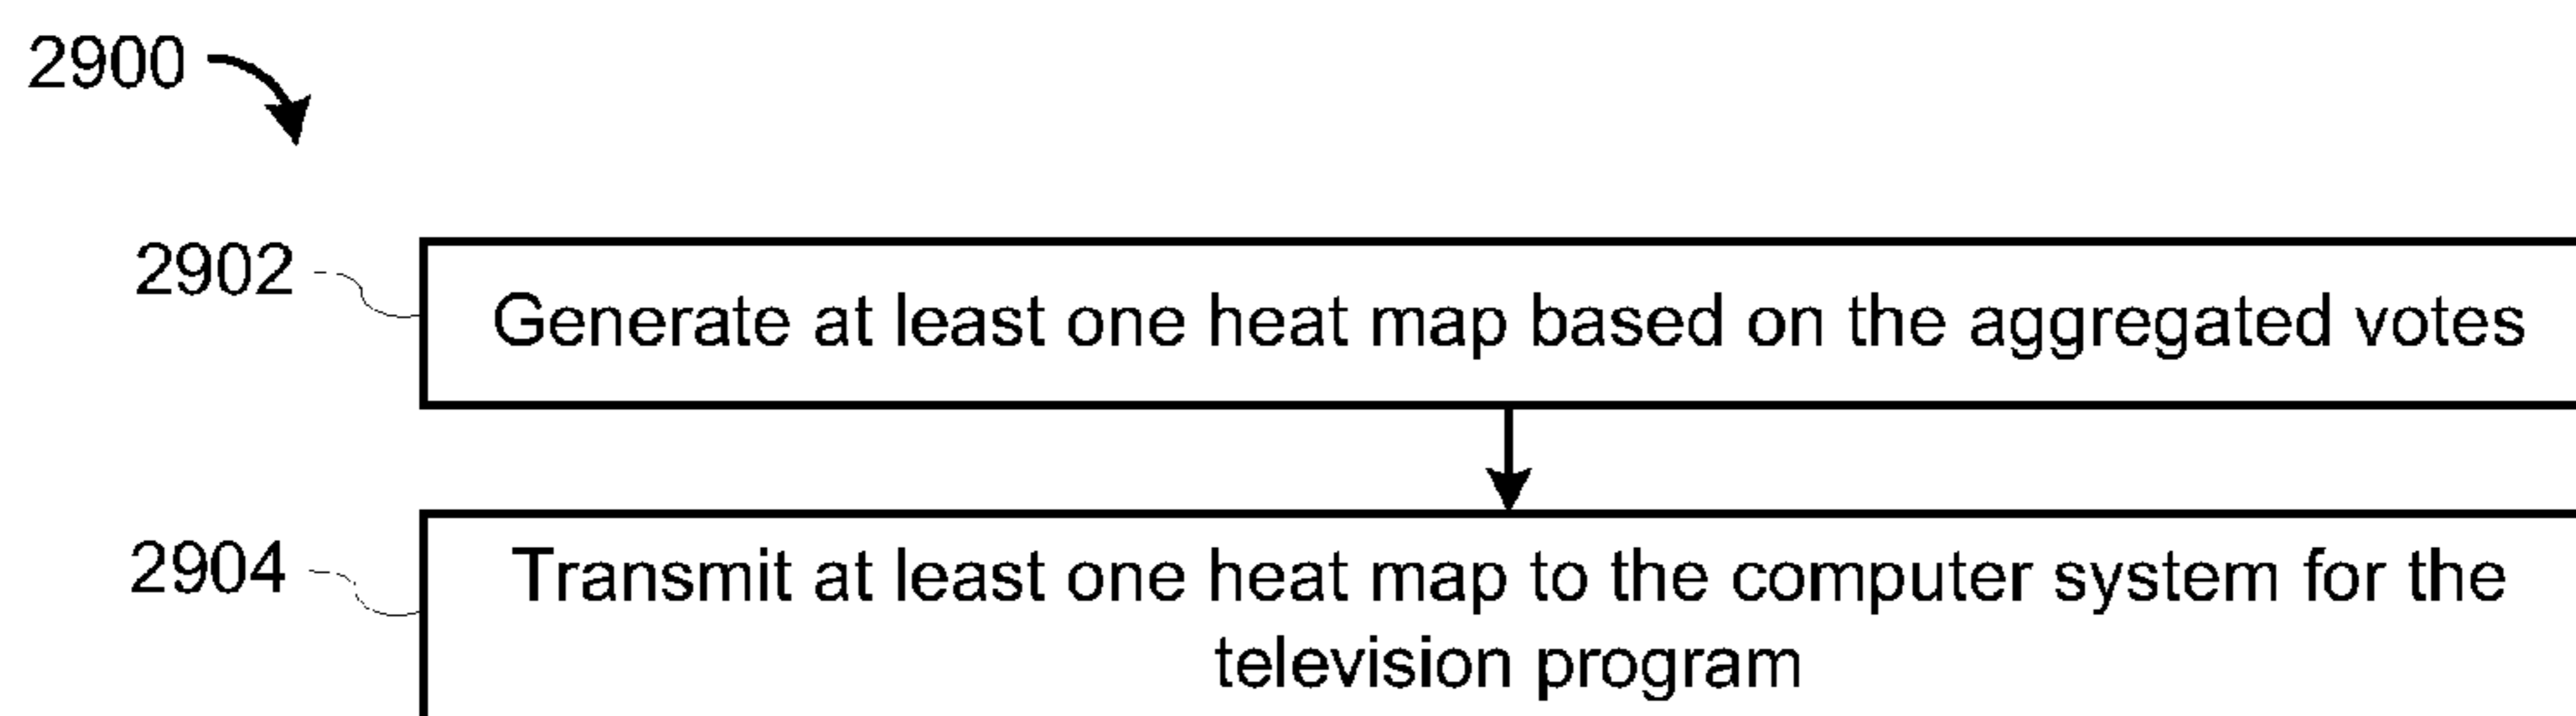 2900
2902
Generate at least one heat map based on the aggregated votes
2904
Transmit at least one heat map to the computer system for the
television program